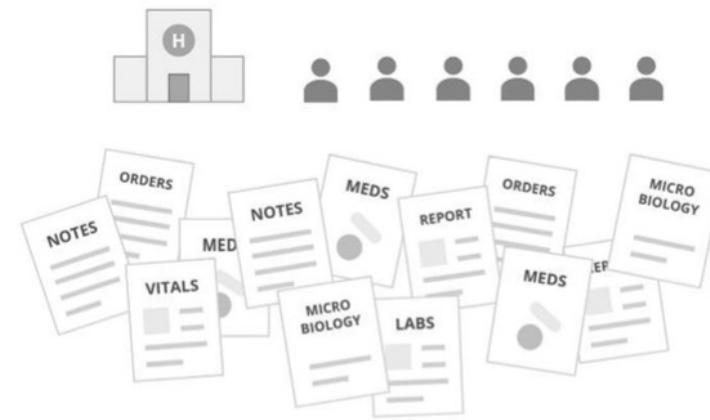 H
ORDERS
MEDS
ORDERS
MICRO
BIOLOGY
NOTES
NOTES
REPORT
MED
VITALS
MEDS
MICRO
BIOLOGY
LABS